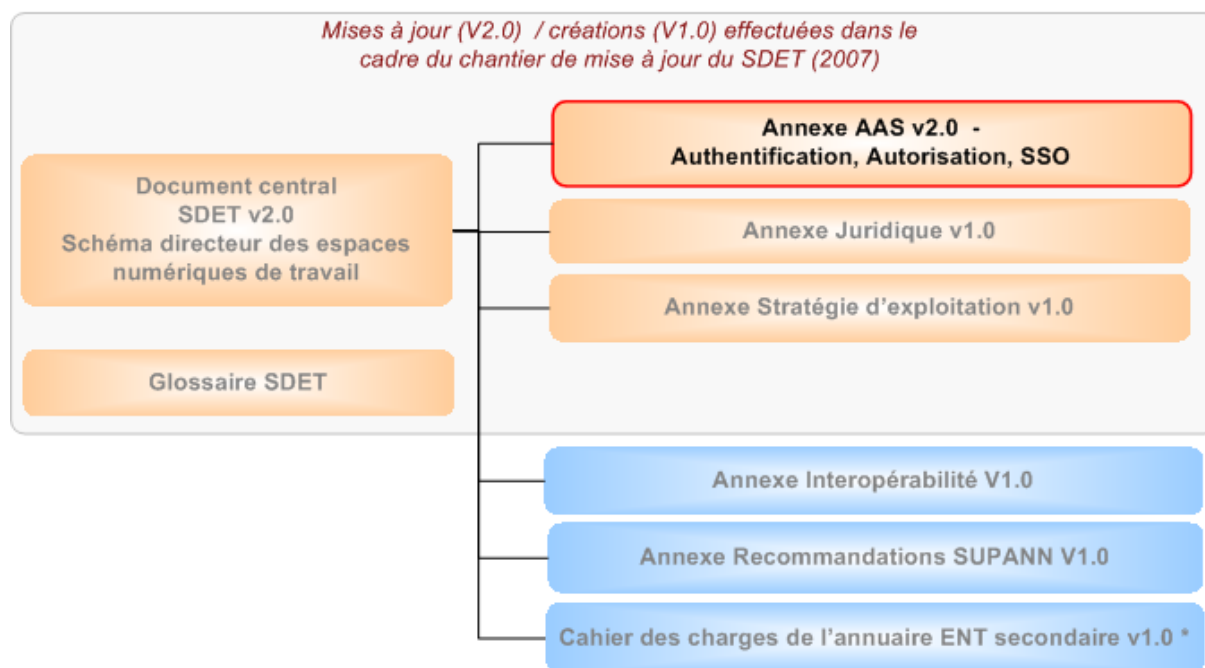 Mises à jour (V2.0) / créations (V1.0) effectuées dans le
cadre du chantier de mise à jour du SDET (2007)
Document central
SDET v2.0
Schéma directeur des espaces
numériques de travail
Glossaire SDET
Annexe AAS v2.0 -
Authentification, Autorisation, SSO
Annexe Juridique v1.0
Annexe Stratégie d'exploitation v1.0
Annexe Interopérabilité V1.0
Annexe Recommandations SUPANN V1.0
Cahier des charges de l'annuaire ENT secondaire v1.0 *